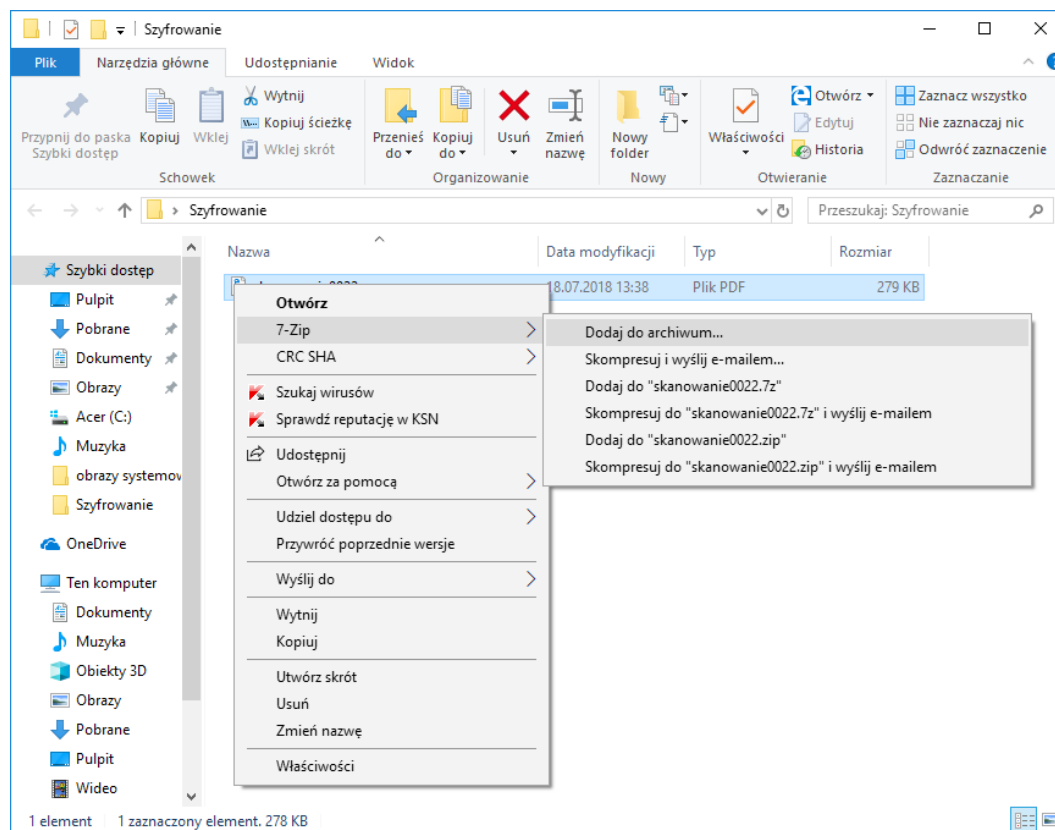 Szyfrowanie
Plik Narzędzia główne Udostępnianie Widok
Przypnij do paska Szybki dostęp
Kopiuj
Wklej
Wytnij
Kopiuj ścieżkę
Wklej skrót
Schowek
Przenieś do
Kopiuj do
Usuń
Zmień nazwę
Organizowanie
Nowy folder
Nowy
Właściwości
Otwórz
Edytuj
Historia
Otwieranie
Zaznacz wszystko
Nie zaznaczaj nic
Odwróć zaznaczenie
Zaznaczanie
Szyfrowanie
Przeszukaj: Szyfrowanie
Nazwa Data modyfikacji Typ Rozmiar
18.07.2018 13:38 Plik PDF 279 KB
Szybki dostęp
Pulpit
Pobrane
Dokumenty
Obrazy
Acer (C:)
Muzyka
obrazy systemov
Szyfrowanie
OneDrive
Ten komputer
Dokumenty
Muzyka
Obiekty 3D
Obrazy
Pobrane
Pulpit
Wideo
Otwórz
7-Zip
CRC SHA
Szukaj wirusów
Sprawdź reputację w KSN
Udostępnij
Otwórz za pomocą
Udziel dostępu do
Przywróć poprzednie wersje
Wyślij do
Wytnij
Kopiuj
Utwórz skrót
Usuń
Zmień nazwę
Właściwości
Dodaj do archiwum...
Skompresuj i wyślij e-mailem...
Dodaj do "skanowanie0022.7z"
Skompresuj do "skanowanie0022.7z" i wyślij e-mailem
Dodaj do "skanowanie0022.zip"
Skompresuj do "skanowanie0022.zip" i wyślij e-mailem
1 element 1 zaznaczony element. 278 KB